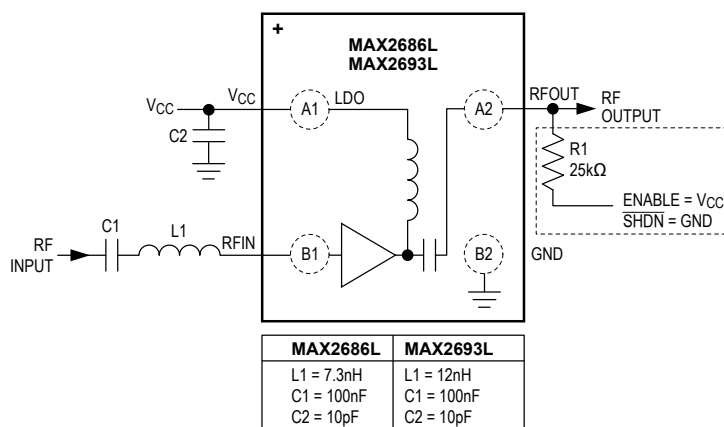 +
MAX2686L
MAX2693L
VCC
VCC
A1
LDO
A2
RFOUT
RF
OUTPUT
C2
R1
25kΩ
ENABLE = VCC
S̅H̅D̅N̅ = GND
C1
L1
RFIN
RF
INPUT
B1
B2
GND
MAX2686L MAX2693L
L1 = 7.3nH L1 = 12nH
C1 = 100nF C1 = 100nF
C2 = 10pF C2 = 10pF